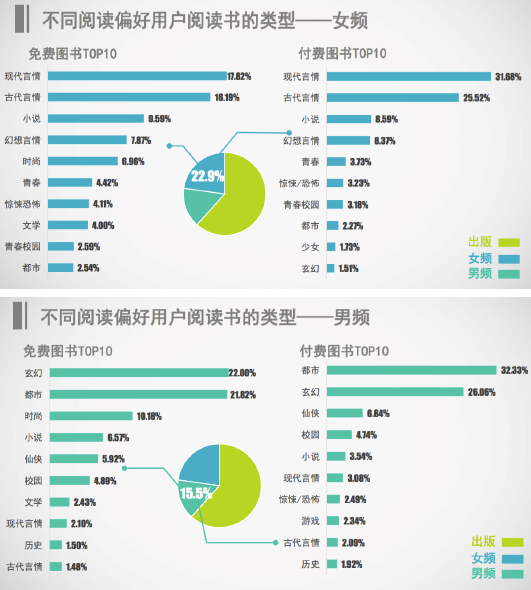 不同阅读偏好用户阅读书的类型——女频
免费图书TOP10
现代言情 17.82%
古代言情 16.19%
小说 9.59%
幻想言情 7.87%
时尚 6.96%
青春 4.42%
惊悚恐怖 4.11%
文学 4.00%
青春校园 2.59%
都市 2.54%
22.9%
付费图书TOP10
现代言情 31.68%
古代言情 25.52%
小说 8.59%
幻想言情 8.37%
青春 3.73%
惊悚/恐怖 3.23%
青春校园 3.18%
都市 2.27%
少女 1.73%
玄幻 1.51%
出版
女频
男频
不同阅读偏好用户阅读书的类型——男频
免费图书TOP10
玄幻 22.00%
都市 21.82%
时尚 10.16%
小说 6.57%
仙侠 5.92%
校园 4.89%
文学 2.43%
现代言情 2.10%
历史 1.50%
古代言情 1.48%
15.5%
付费图书TOP10
都市 32.33%
玄幻 26.06%
仙侠 6.84%
校园 4.74%
小说 3.54%
现代言情 3.08%
惊悚/恐怖 2.49%
游戏 2.34%
古代言情 2.09%
历史 1.92%
出版
女频
男频